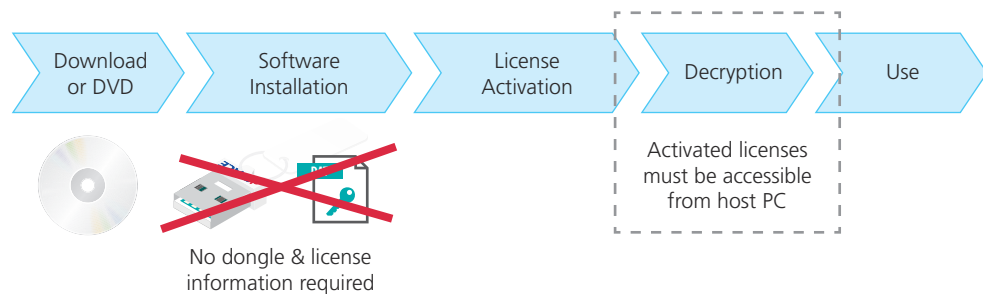 Download
or DVD
Software
Installation
License
Activation
Decryption
Use
Activated licenses
must be accessible
from host PC
No dongle & license
information required